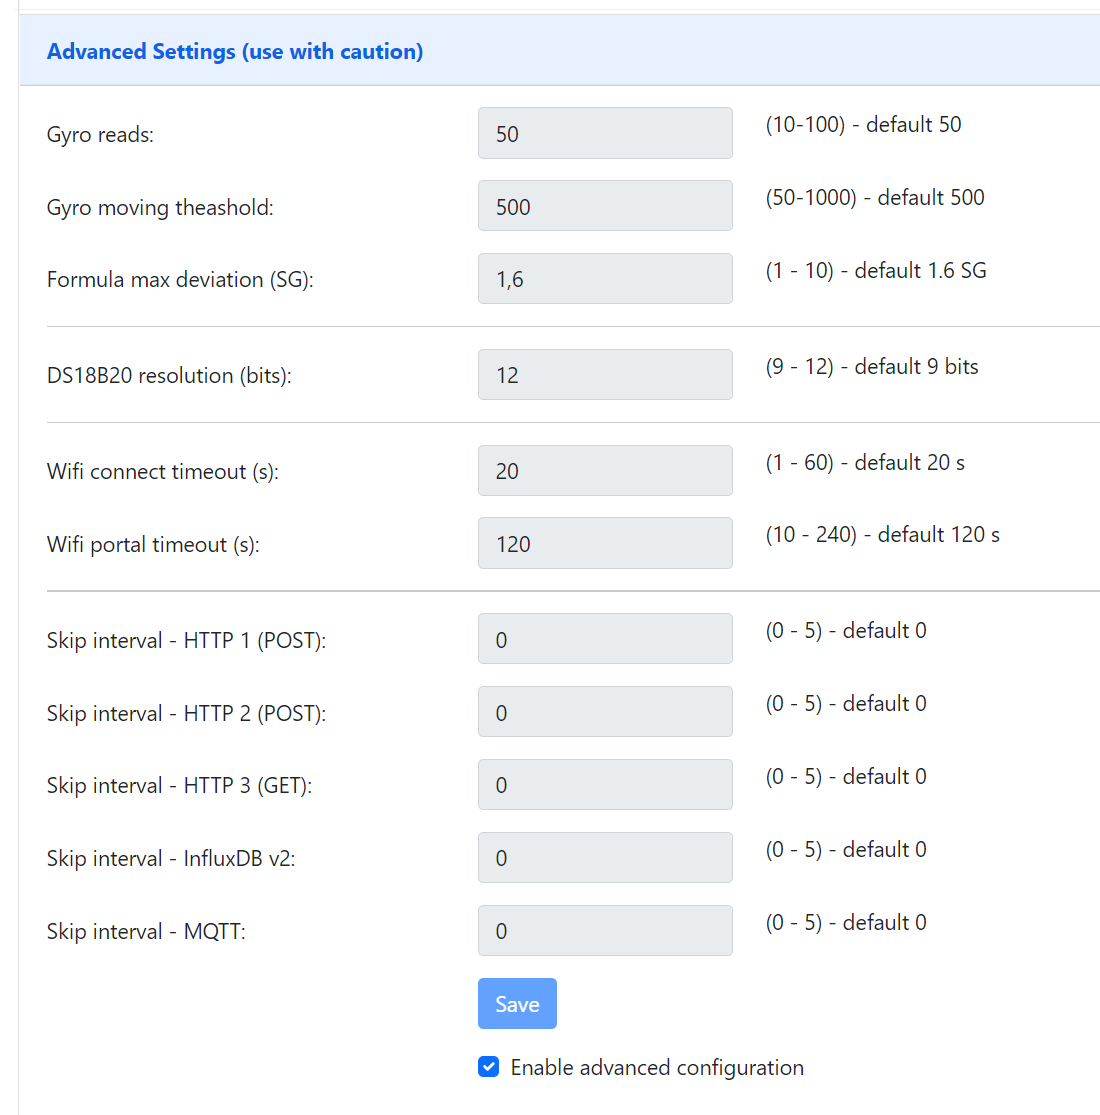 Advanced Settings (use with caution)
Gyro reads: 50 (10-100) - default 50
Gyro moving theashold: 500 (50-1000) - default 500
Formula max deviation (SG): 1,6 (1 - 10) - default 1.6 SG
DS18B20 resolution (bits): 12 (9 - 12) - default 9 bits
Wifi connect timeout (s): 20 (1 - 60) - default 20 s
Wifi portal timeout (s): 120 (10 - 240) - default 120 s
Skip interval - HTTP 1 (POST): 0 (0 - 5) - default 0
Skip interval - HTTP 2 (POST): 0 (0 - 5) - default 0
Skip interval - HTTP 3 (GET): 0 (0 - 5) - default 0
Skip interval - InfluxDB v2: 0 (0 - 5) - default 0
Skip interval - MQTT: 0 (0 - 5) - default 0
Save
Enable advanced configuration